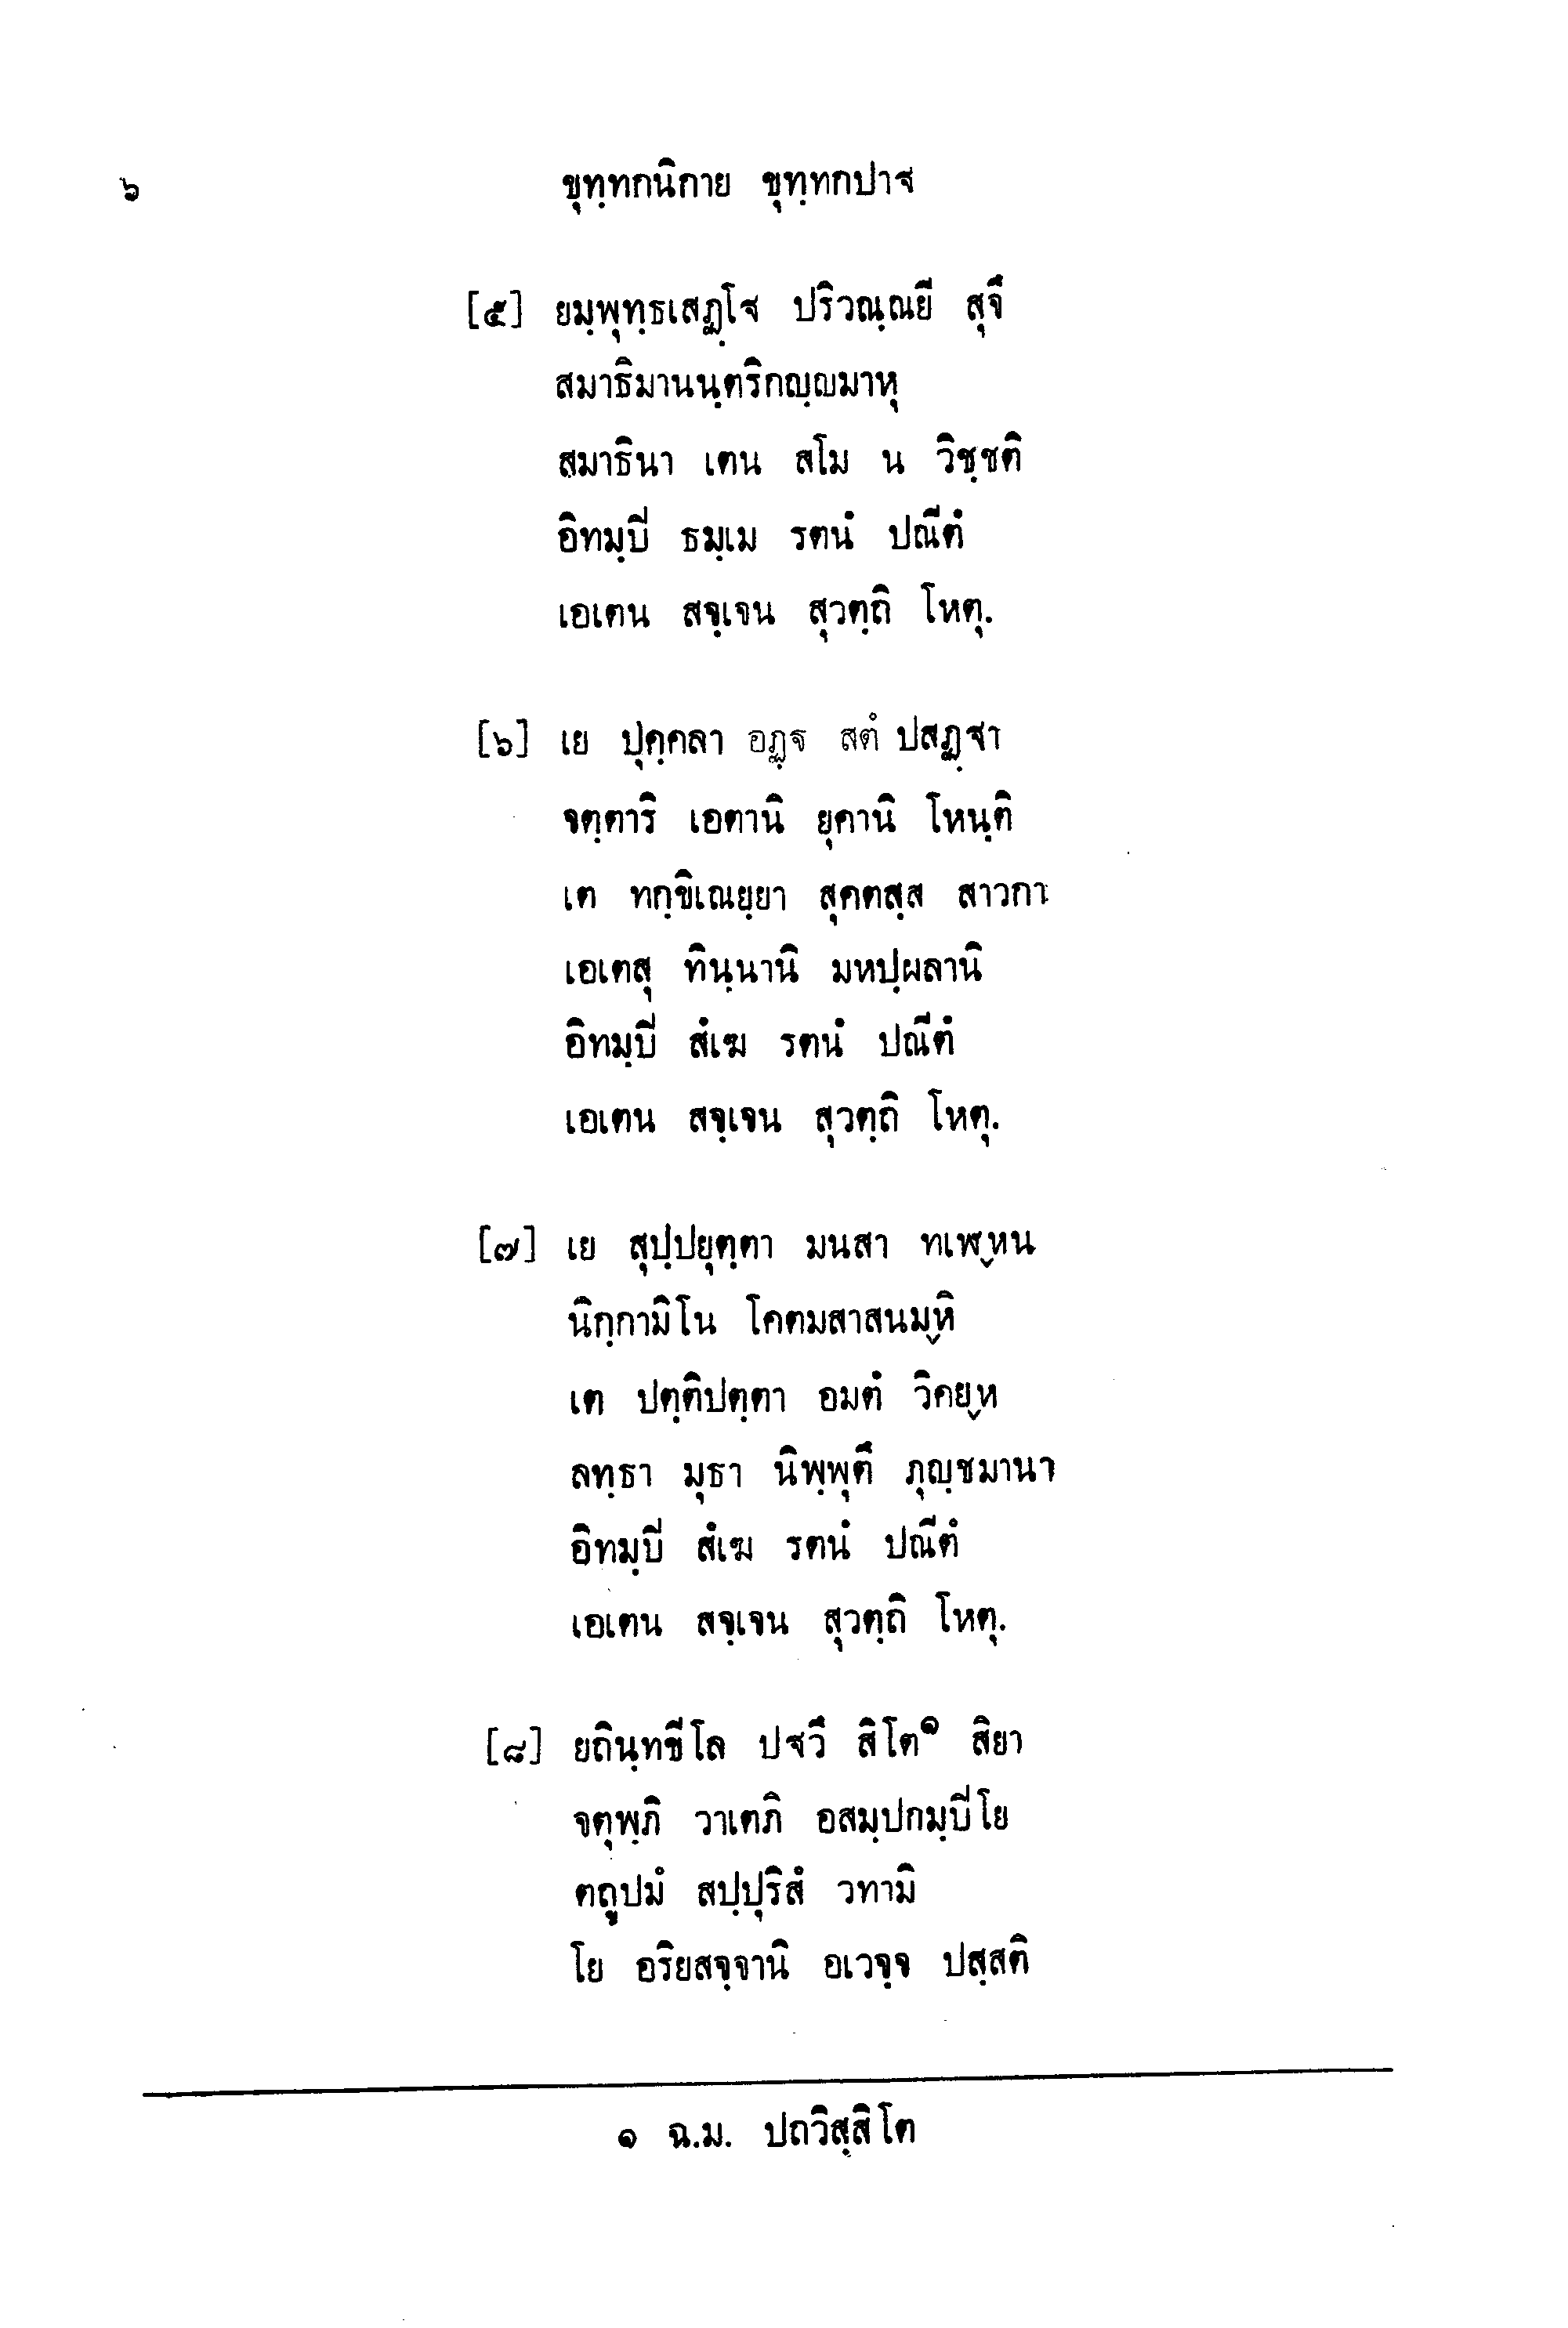 ๖ ขุทฺทกนิกาย ขุทฺทกปาฐ
[๕] ยมฺพุทฺธเสฏฺโฐ ปริวณฺณยี สุจึ
สมาธิมานนฺตริกญฺญมาหุ
สมาธินา เตน สโม น วิชฺชติ
อิทมฺปิ ธมฺเม รตนํ ปณีตํ
เอเตน สจฺเจน สุวตฺถิ โหตุ.
[๖] เย ปุคฺคลา อฏฺฐ สตํ ปสฏฺฐา
จตฺตาริ เอตานิ ยุคานิ โหนฺติ
เต ทกฺขิเณยฺยา สุคตสฺส สาวกา
เอเตสุ ทินฺนานิ มหปฺผลานิ
อิทมฺปิ สํเฆ รตนํ ปณีตํ
เอเตน สจฺเจน สุวตฺถิ โหตุ.
[๗] เย สุปฺปยุตฺตา มนสา ทเฬฺหน
นิกฺกามิโน โคตมสาสนมฺหิ
เต ปตฺติปตฺตา อมตํ วิคยฺห
ลทฺธา มุธา นิพฺพุตึ ภุญฺชมานา
อิทมฺปิ สํเฆ รตนํ ปณีตํ
เอเตน สจฺเจน สุวตฺถิ โหตุ.
[๘] ยถินฺทขีโล ปฐวึ สิโต๑ สิยา
จตุพฺภิ วาเตภิ อสมฺปกมฺปิโย
ตถูปมํ สปฺปุริสํ วทามิ
โย อริยสจฺจานิ อเวจฺจ ปสฺสติ
๑ ฉ.ม. ปถวิสฺสิโต